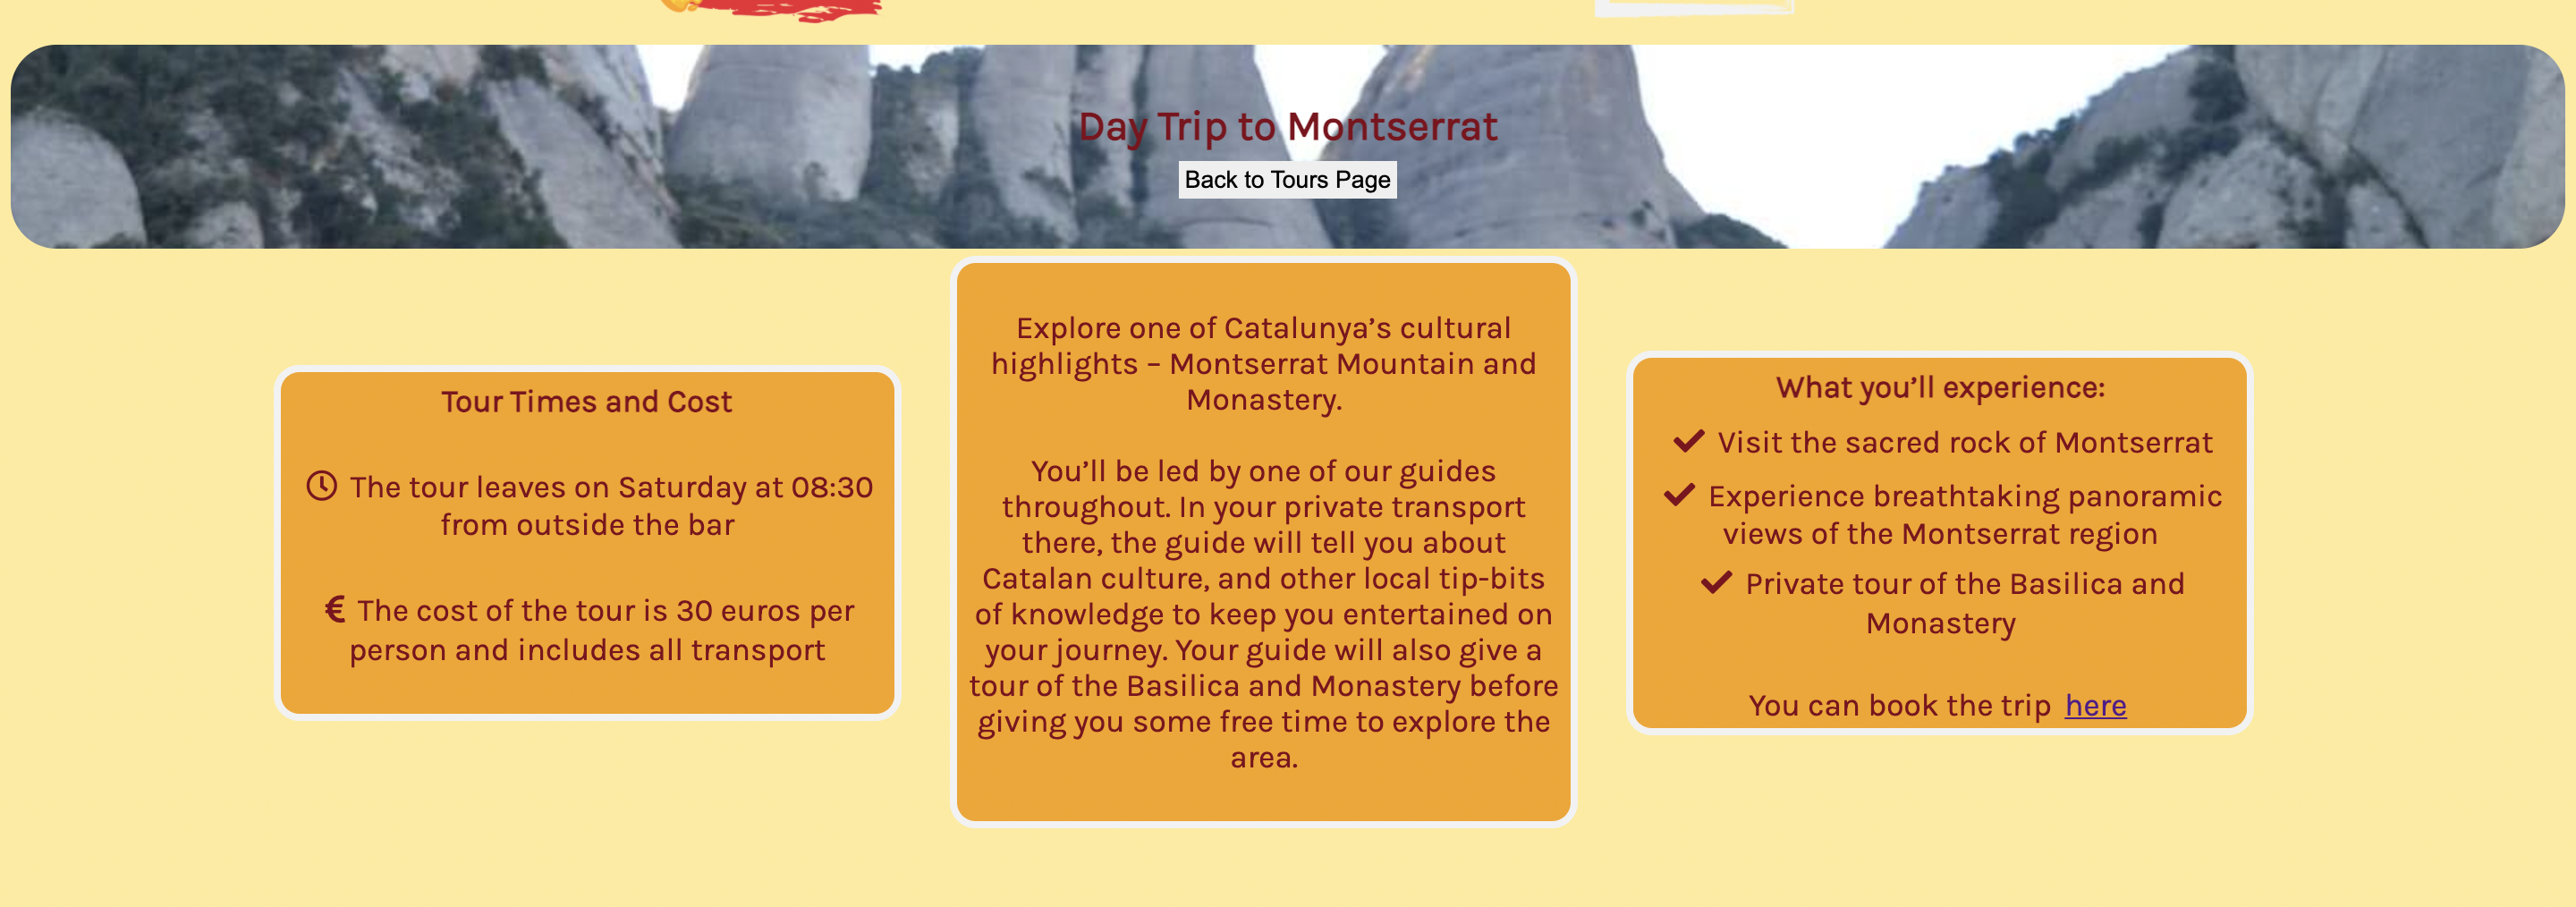 Day Trip to Montserrat
Back to Tours Page
Tour Times and Cost
The tour leaves on Saturday at 08:30
from outside the bar
€ The cost of the tour is 30 euros per
person and includes all transport
Explore one of Catalunya’s cultural
highlights – Montserrat Mountain and
Monastery.
You’ll be led by one of our guides
throughout. In your private transport
there, the guide will tell you about
Catalan culture, and other local tip-bits
of knowledge to keep you entertained on
your journey. Your guide will also give a
tour of the Basilica and Monastery before
giving you some free time to explore the
area.
What you’ll experience:
Visit the sacred rock of Montserrat
Experience breathtaking panoramic
views of the Montserrat region
Private tour of the Basilica and
Monastery
You can book the trip here